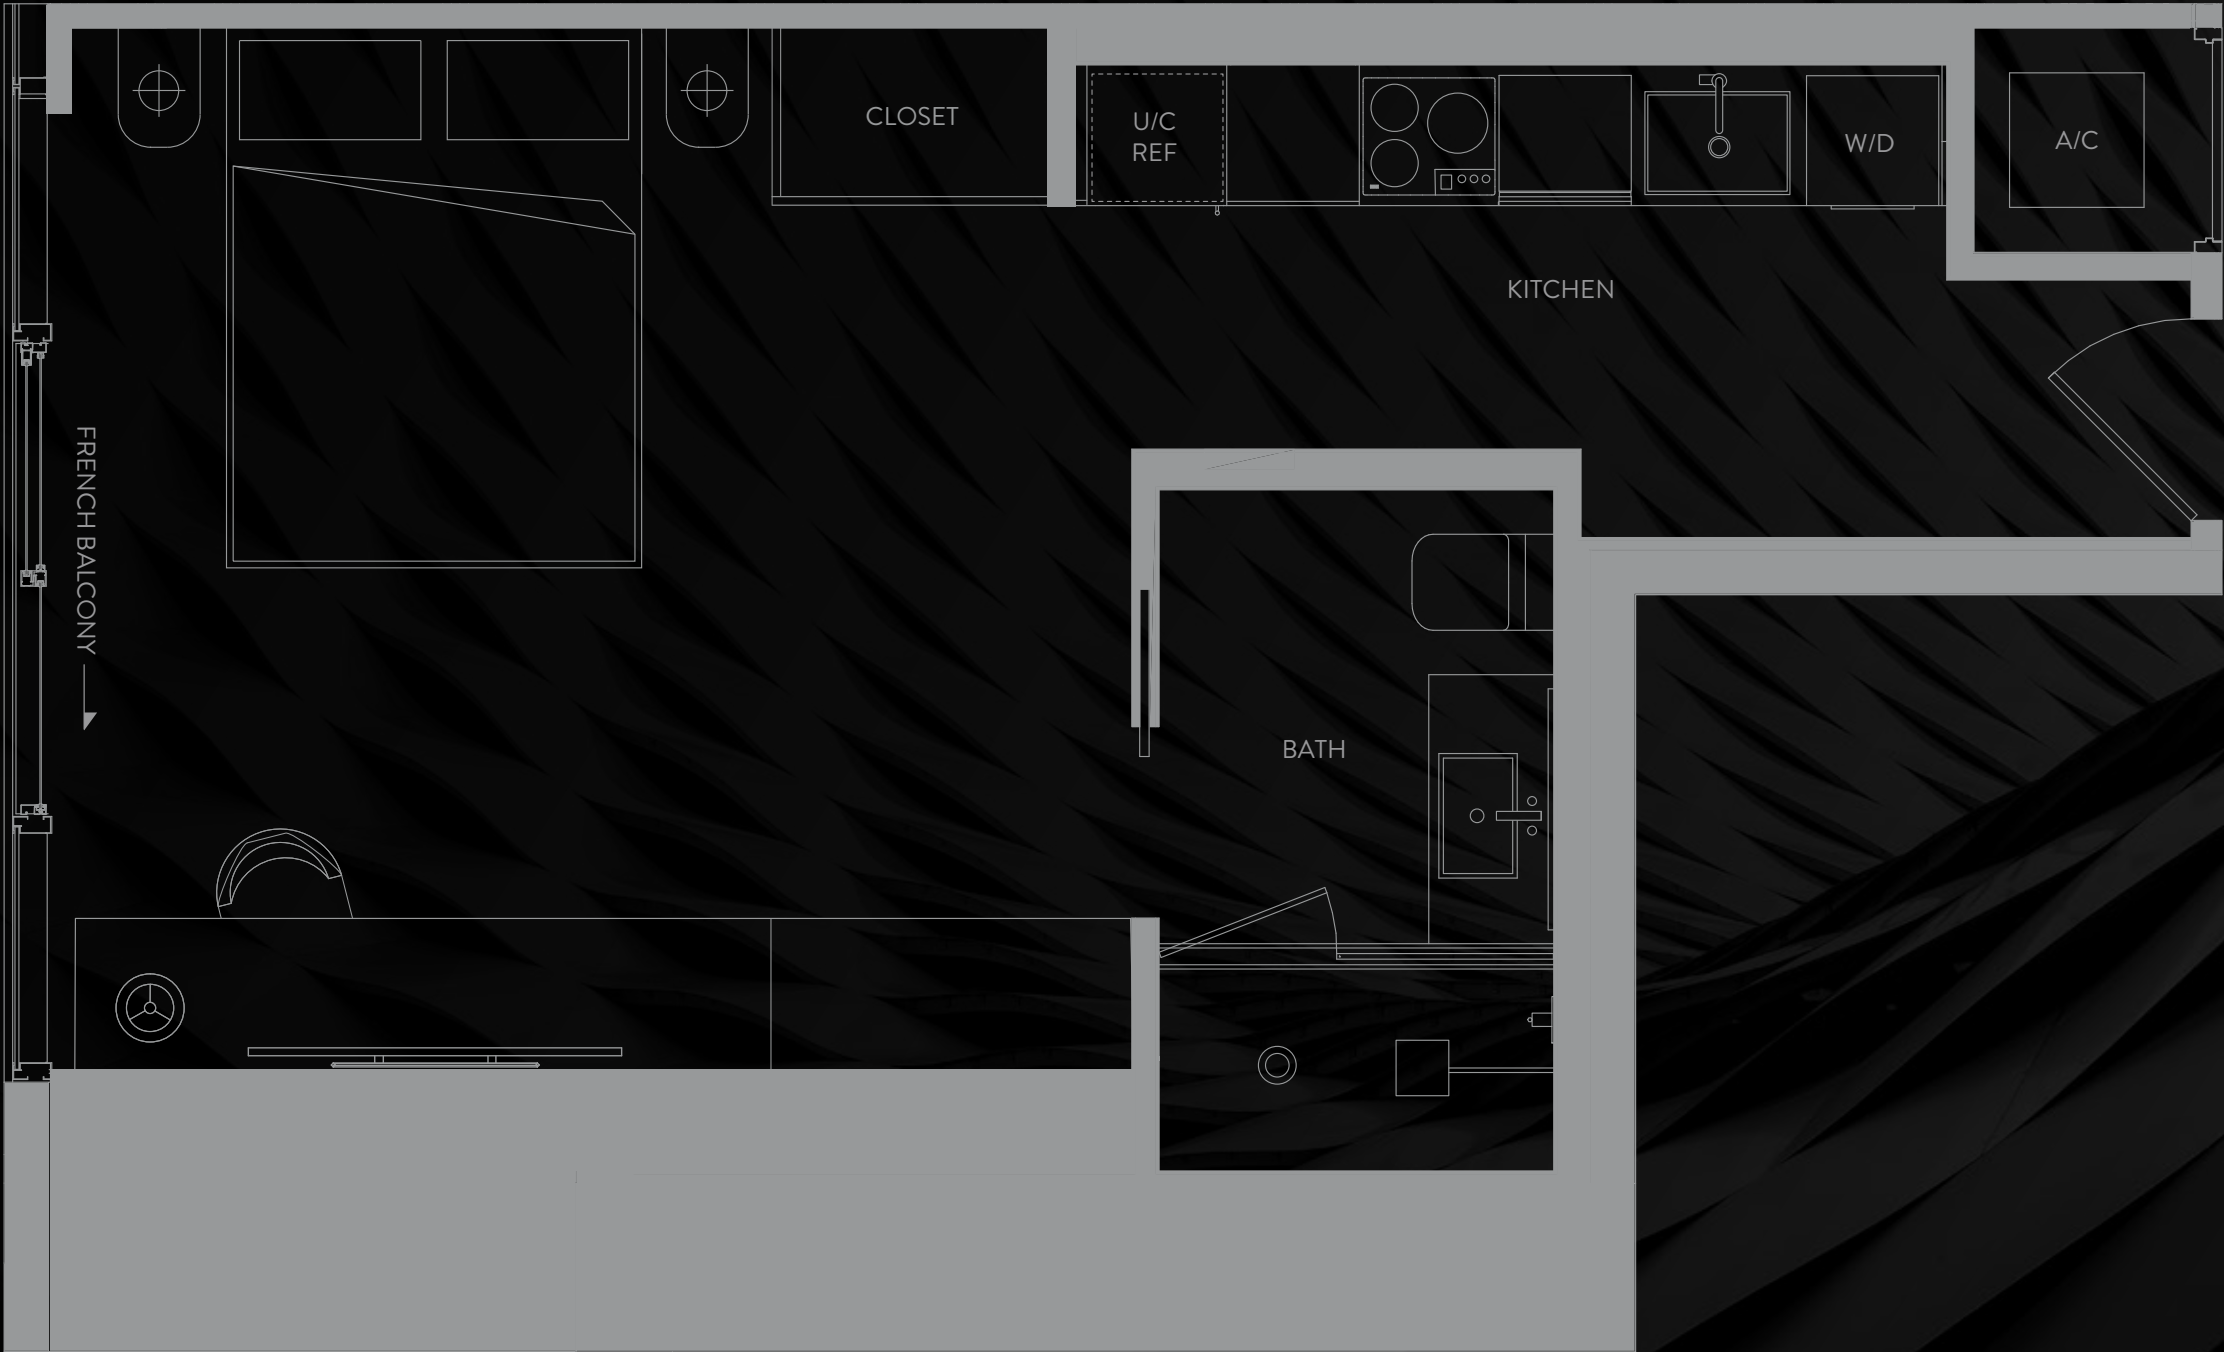 CLOSET
U/C
REF
W/D
A/C
KITCHEN
FRENCH BALCONY
BATH